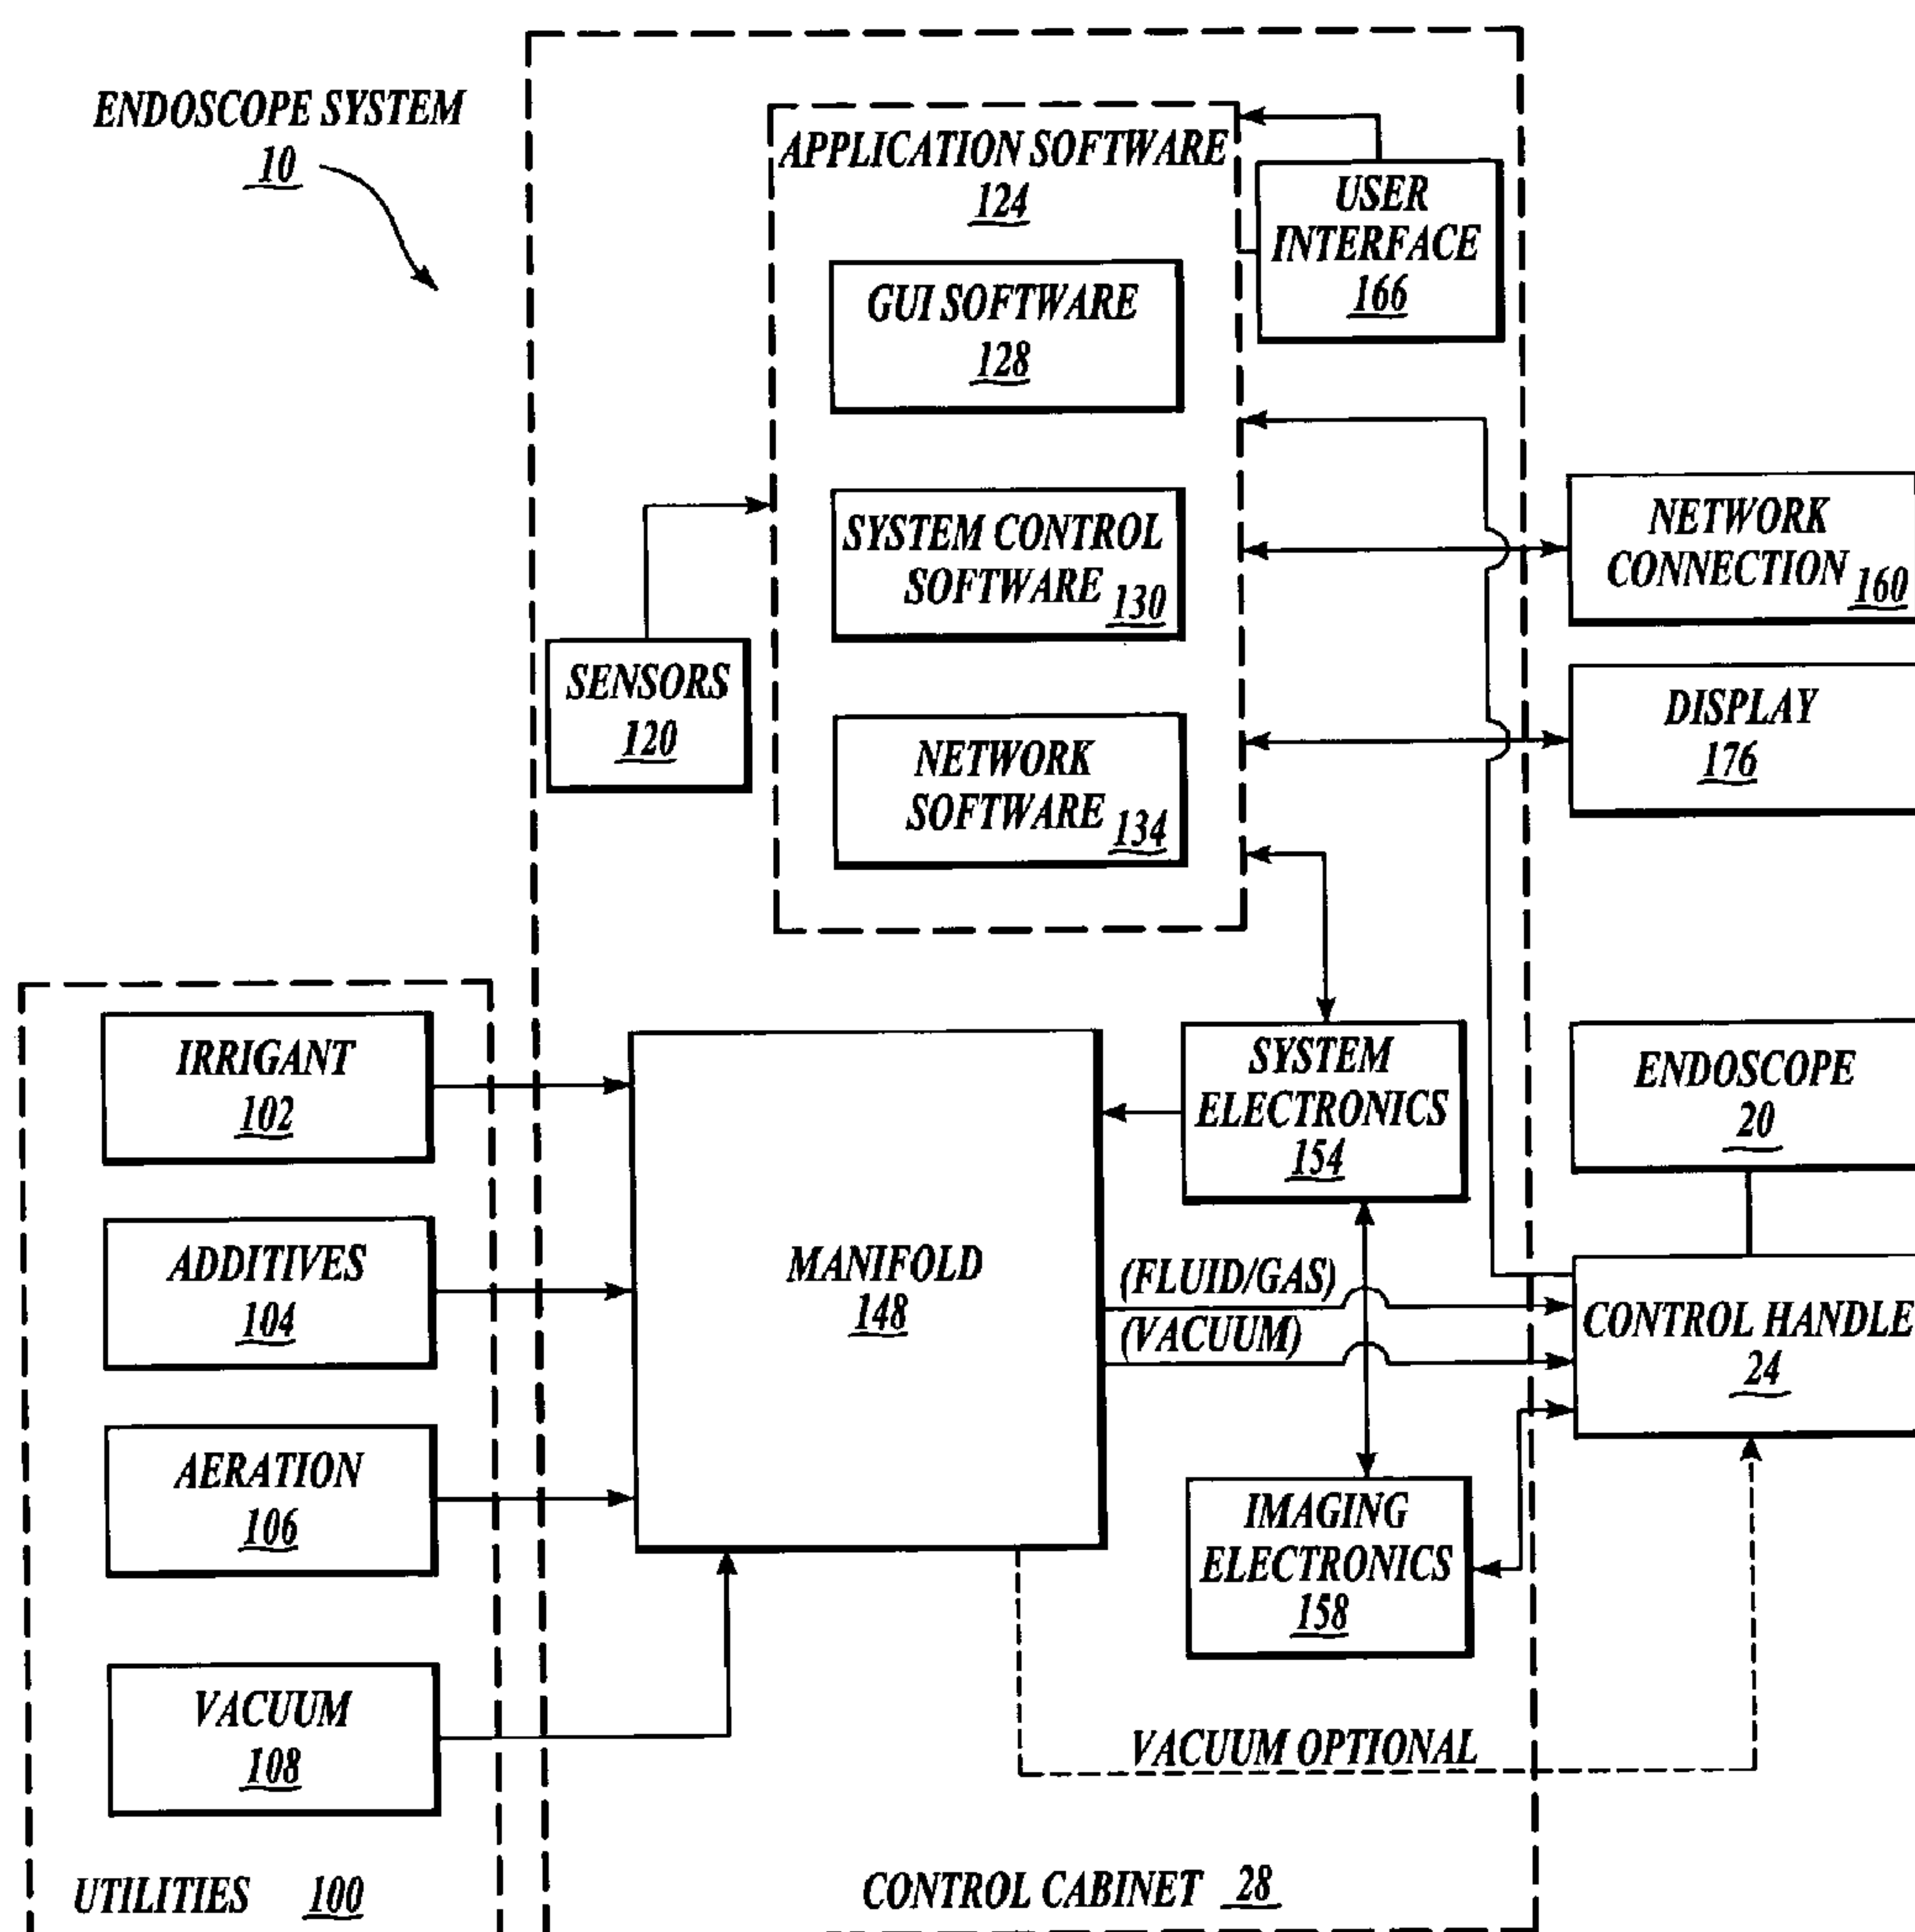 ENDOSCOPE SYSTEM
10
APPLICATION SOFTWARE
124
USER
INTERFACE
166
GUI SOFTWARE
128
SYSTEM CONTROL
SOFTWARE 130
NETWORK
CONNECTION 160
SENSORS
120
DISPLAY
176
NETWORK
SOFTWARE 134
IRRIGANT
102
SYSTEM
ELECTRONICS
154
ENDOSCOPE
20
ADDITIVES
104
MANIFOLD
148
(FLUID/GAS)
(VACUUM)
CONTROL HANDLE
24
AERATION
106
IMAGING
ELECTRONICS
158
VACUUM
108
VACUUM OPTIONAL
UTILITIES 100
CONTROL CABINET 28